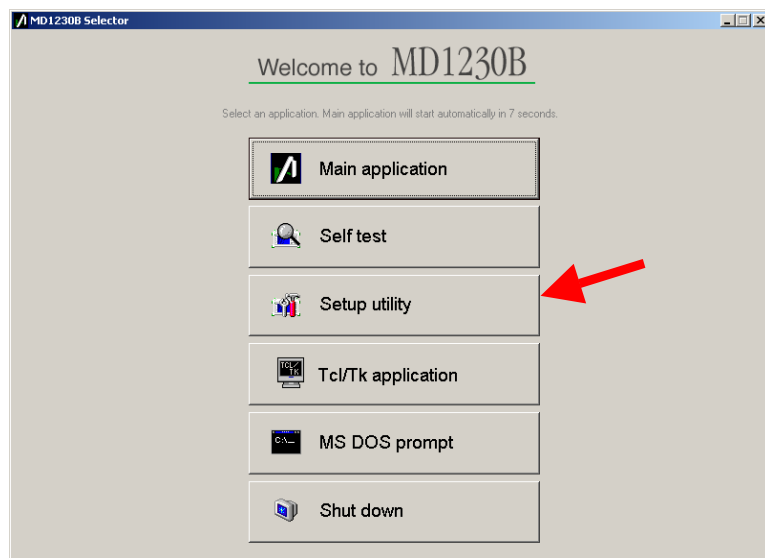 MD1230B Selector
Welcome to MD1230B
Select an application. Main application will start automatically in 7 seconds.
Main application
Self test
Setup utility
TCL/
TK
Tcl/Tk application
C:\_
MS DOS prompt
Shut down